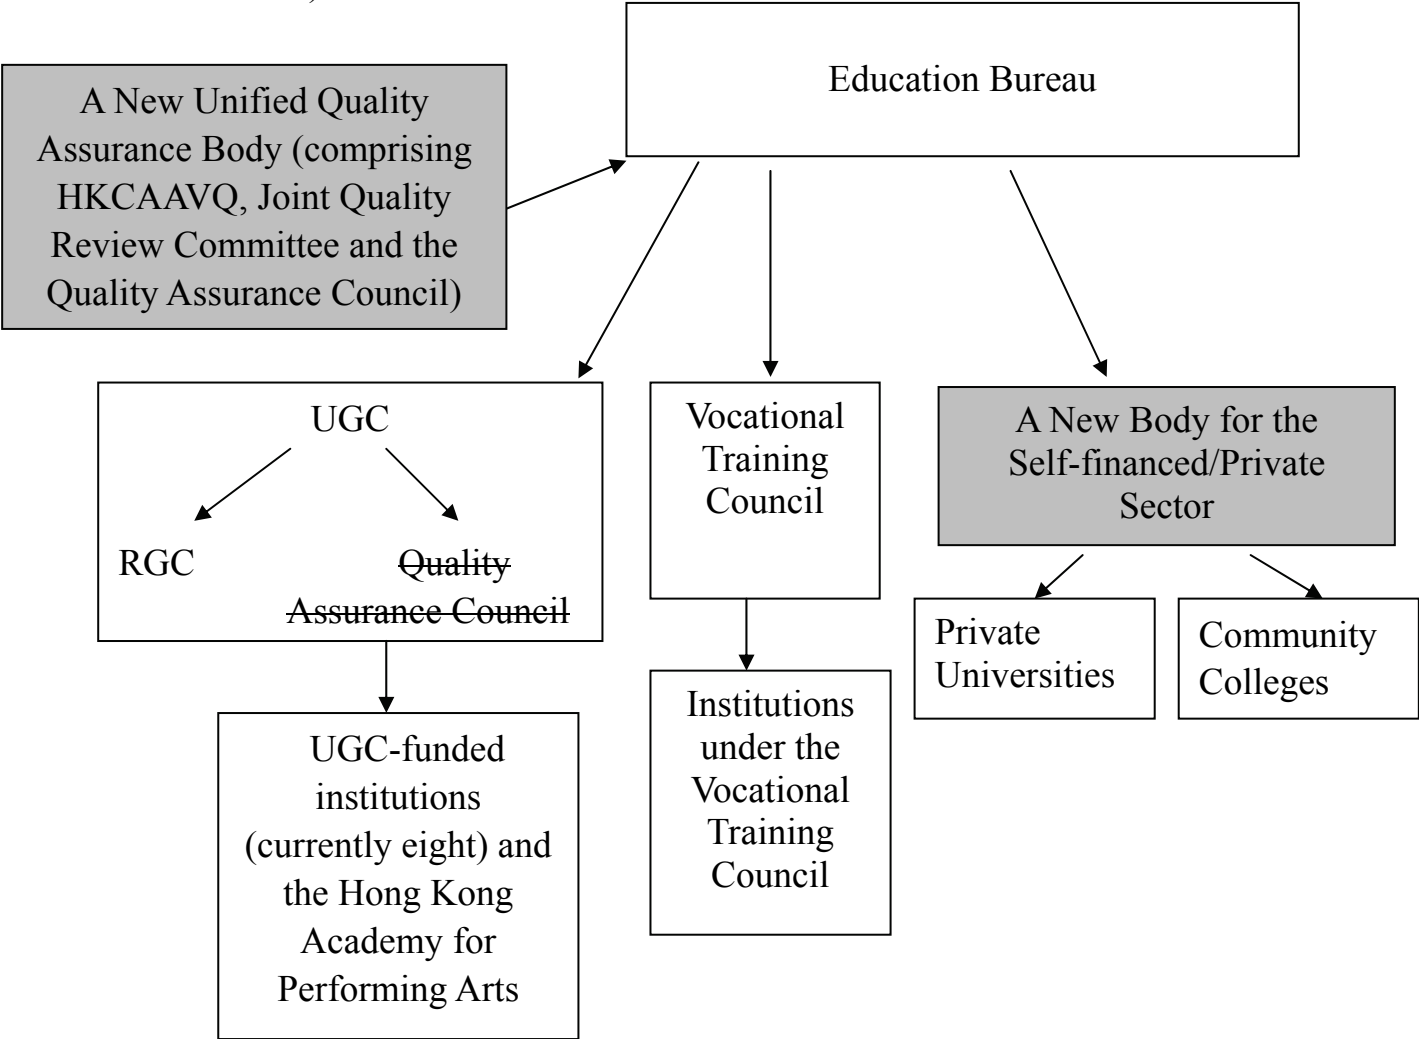 Education Bureau
A New Unified Quality
Assurance Body (comprising
HKCAAVQ, Joint Quality
Review Committee and the
Quality Assurance Council)
UGC
RGC
Quality
Assurance Council
Vocational
Training
Council
A New Body for the
Self-financed/Private
Sector
Private
Universities
Community
Colleges
UGC-funded
institutions
(currently eight) and
the Hong Kong
Academy for
Performing Arts
Institutions
under the
Vocational
Training
Council